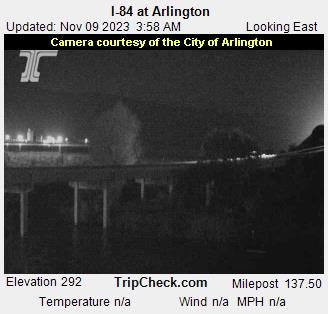 I-84 at Arlington
Updated: Nov 09 2023 3:58 AM Looking East
Camera courtesy of the City of Arlington
Elevation 292 TripCheck.com Milepost 137.50
Temperature n/a Wind n/a MPH n/a